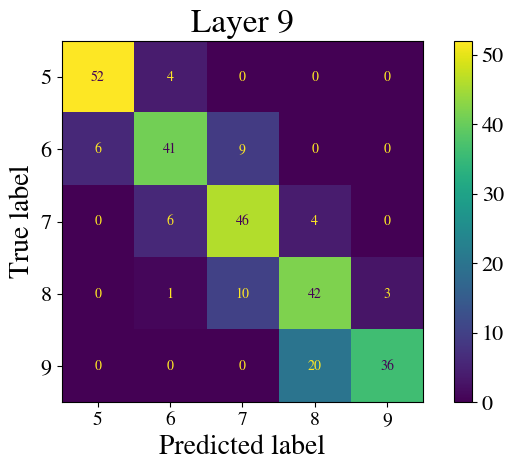 Layer 9
True label
5 52 4 0 0 0
6 6 41 9 0 0
7 0 6 46 4 0
8 0 1 10 42 3
9 0 0 0 20 36
5 6 7 8 9
Predicted label
50
40
30
20
10
0